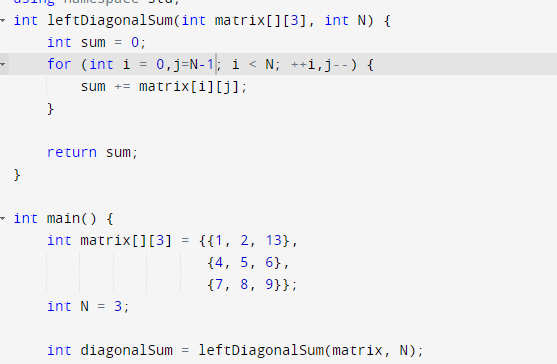 using namespace std;
int leftDiagonalSum(int matrix[][3], int N) {
    int sum = 0;
    for (int i = 0,j=N-1; i < N; ++i,j--) {
        sum += matrix[i][j];
    }
    return sum;
}
int main() {
    int matrix[][3] = {{1, 2, 13},
                       {4, 5, 6},
                       {7, 8, 9}};
    int N = 3;
    int diagonalSum = leftDiagonalSum(matrix, N);